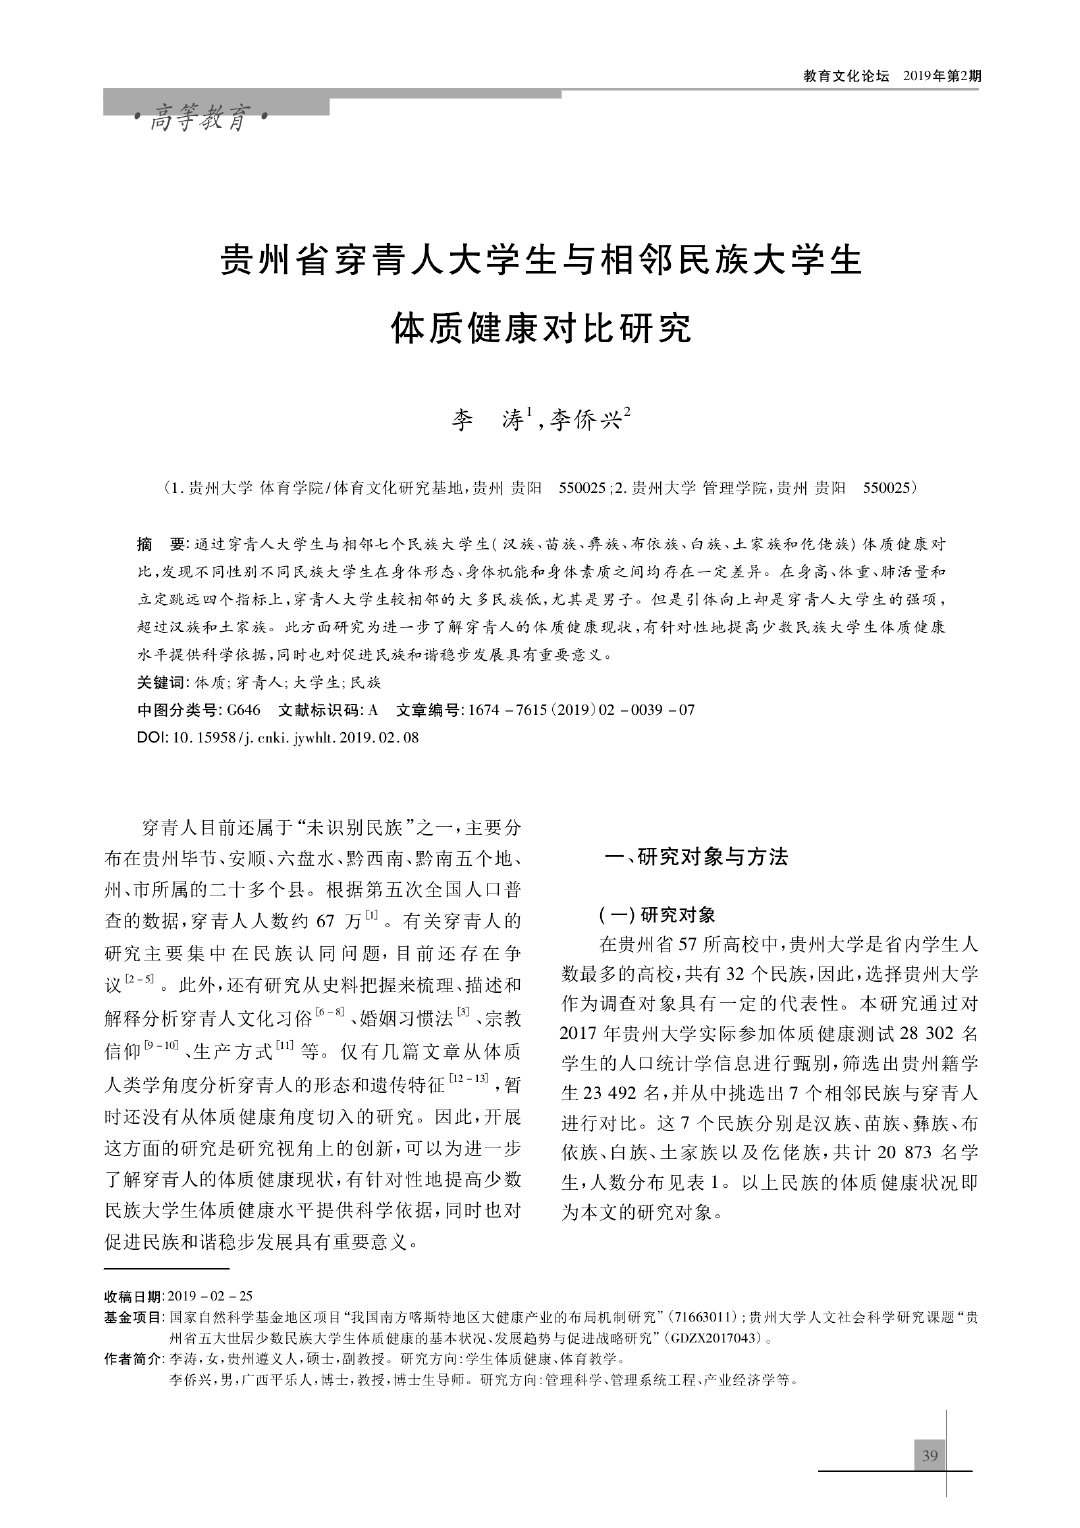 教育文化论坛　2019年第2期
·高等教育·
贵州省穿青人大学生与相邻民族大学生
体质健康对比研究
李　涛1,李侨兴2
(1.贵州大学 体育学院/体育文化研究基地,贵州 贵阳　550025;2.贵州大学 管理学院,贵州 贵阳　550025)
摘　要:通过穿青人大学生与相邻七个民族大学生(汉族、苗族、彝族、布依族、白族、土家族和仡佬族)体质健康对
比,发现不同性别不同民族大学生在身体形态、身体机能和身体素质之间均存在一定差异。在身高、体重、肺活量和
立定跳远四个指标上,穿青人大学生较相邻的大多民族低,尤其是男子。但是引体向上却是穿青人大学生的强项,
超过汉族和土家族。此方面研究为进一步了解穿青人的体质健康现状,有针对性地提高少数民族大学生体质健康
水平提供科学依据,同时也对促进民族和谐稳步发展具有重要意义。
关键词:体质;穿青人;大学生;民族
中图分类号:G646　文献标识码:A　文章编号:1674-7615(2019)02-0039-07
DOI:10.15958/j.cnki.jywhlt.2019.02.08
穿青人目前还属于“未识别民族”之一,主要分
布在贵州毕节、安顺、六盘水、黔西南、黔南五个地、
州、市所属的二十多个县。根据第五次全国人口普
查的数据,穿青人人数约 67 万[1]。有关穿青人的
研究主要集中在民族认同问题,目前还存在争
议[2-5]。此外,还有研究从史料把握来梳理、描述和
解释分析穿青人文化习俗[6-8]、婚姻习惯法[3]、宗教
信仰[9-10]、生产方式[11]等。仅有几篇文章从体质
人类学角度分析穿青人的形态和遗传特征[12-13],暂
时还没有从体质健康角度切入的研究。因此,开展
这方面的研究是研究视角上的创新,可以为进一步
了解穿青人的体质健康现状,有针对性地提高少数
民族大学生体质健康水平提供科学依据,同时也对
促进民族和谐稳步发展具有重要意义。
一、研究对象与方法
(一)研究对象
在贵州省 57 所高校中,贵州大学是省内学生人
数最多的高校,共有 32 个民族,因此,选择贵州大学
作为调查对象具有一定的代表性。本研究通过对
2017 年贵州大学实际参加体质健康测试 28 302 名
学生的人口统计学信息进行甄别,筛选出贵州籍学
生 23 492 名,并从中挑选出 7 个相邻民族与穿青人
进行对比。这 7 个民族分别是汉族、苗族、彝族、布
依族、白族、土家族以及仡佬族,共计 20 873 名学
生,人数分布见表 1。以上民族的体质健康状况即
为本文的研究对象。
收稿日期:2019-02-25
基金项目:国家自然科学基金地区项目“我国南方喀斯特地区大健康产业的布局机制研究”(71663011);贵州大学人文社会科学研究课题“贵
州省五大世居少数民族大学生体质健康的基本状况、发展趋势与促进战略研究”(GDZX2017043)。
作者简介:李涛,女,贵州遵义人,硕士,副教授。研究方向:学生体质健康、体育教学。
李侨兴,男,广西平乐人,博士,教授,博士生导师。研究方向:管理科学、管理系统工程、产业经济学等。
39